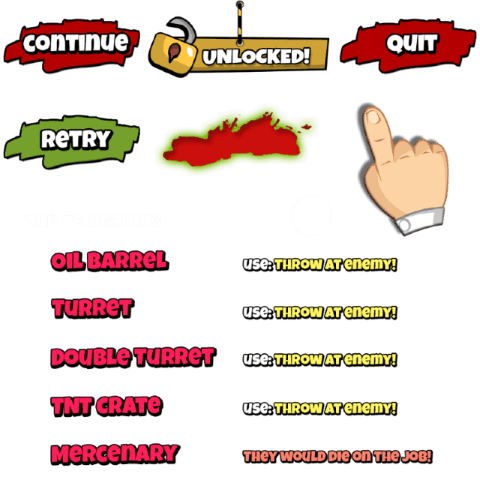 CONTINUE
UNLOCKED!
QUIT
RETRY
OIL BARREL
USE: THROW AT ENEMY!
TURRET
USE: THROW AT ENEMY!
DOUBLE TURRET
USE: THROW AT ENEMY!
TNT CRATE
USE: THROW AT ENEMY!
MERCENARY
THEY WOULD DIE ON THE JOB!